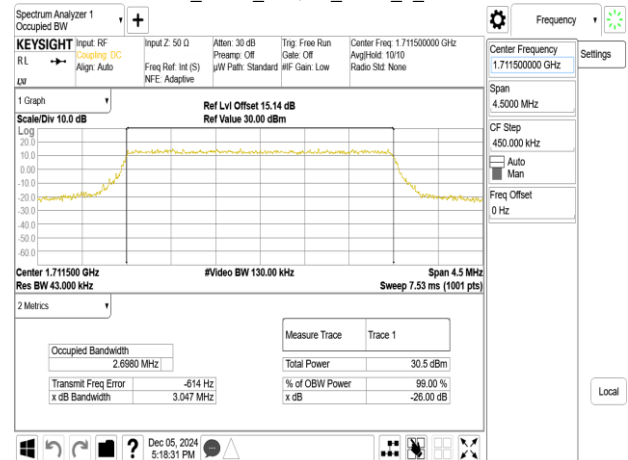 Spectrum Analyzer 1
Occupied BW
Frequency
KEYSIGHT
RL
LXI
Input: RF
Coupling: DC
Align: Auto
Input Z: 50 Ω
Freq Ref: Int (S)
NFE: Adaptive
Atten: 30 dB
Preamp: Off
µW Path: Standard
Trig: Free Run
Gate: Off
#IF Gain: Low
Center Freq: 1.711500000 GHz
Avg|Hold: 10/10
Radio Std: None
Center Frequency
1.711500000 GHz
Settings
Span
4.5000 MHz
CF Step
450.000 kHz
Auto
Man
Freq Offset
0 Hz
Local
1 Graph
Scale/Div 10.0 dB
Ref Lvl Offset 15.14 dB
Ref Value 30.00 dBm
Log
20.0
10.0
0.00
-10.0
-20.0
-30.0
-40.0
-50.0
-60.0
Center 1.711500 GHz
Res BW 43.000 kHz
#Video BW 130.00 kHz
Span 4.5 MHz
Sweep 7.53 ms (1001 pts)
2 Metrics
Measure Trace
Trace 1
Occupied Bandwidth
2.6980 MHz
Total Power
30.5 dBm
Transmit Freq Error
-614 Hz
% of OBW Power
99.00 %
x dB Bandwidth
3.047 MHz
x dB
-26.00 dB
?
Dec 05, 2024
5:18:31 PM